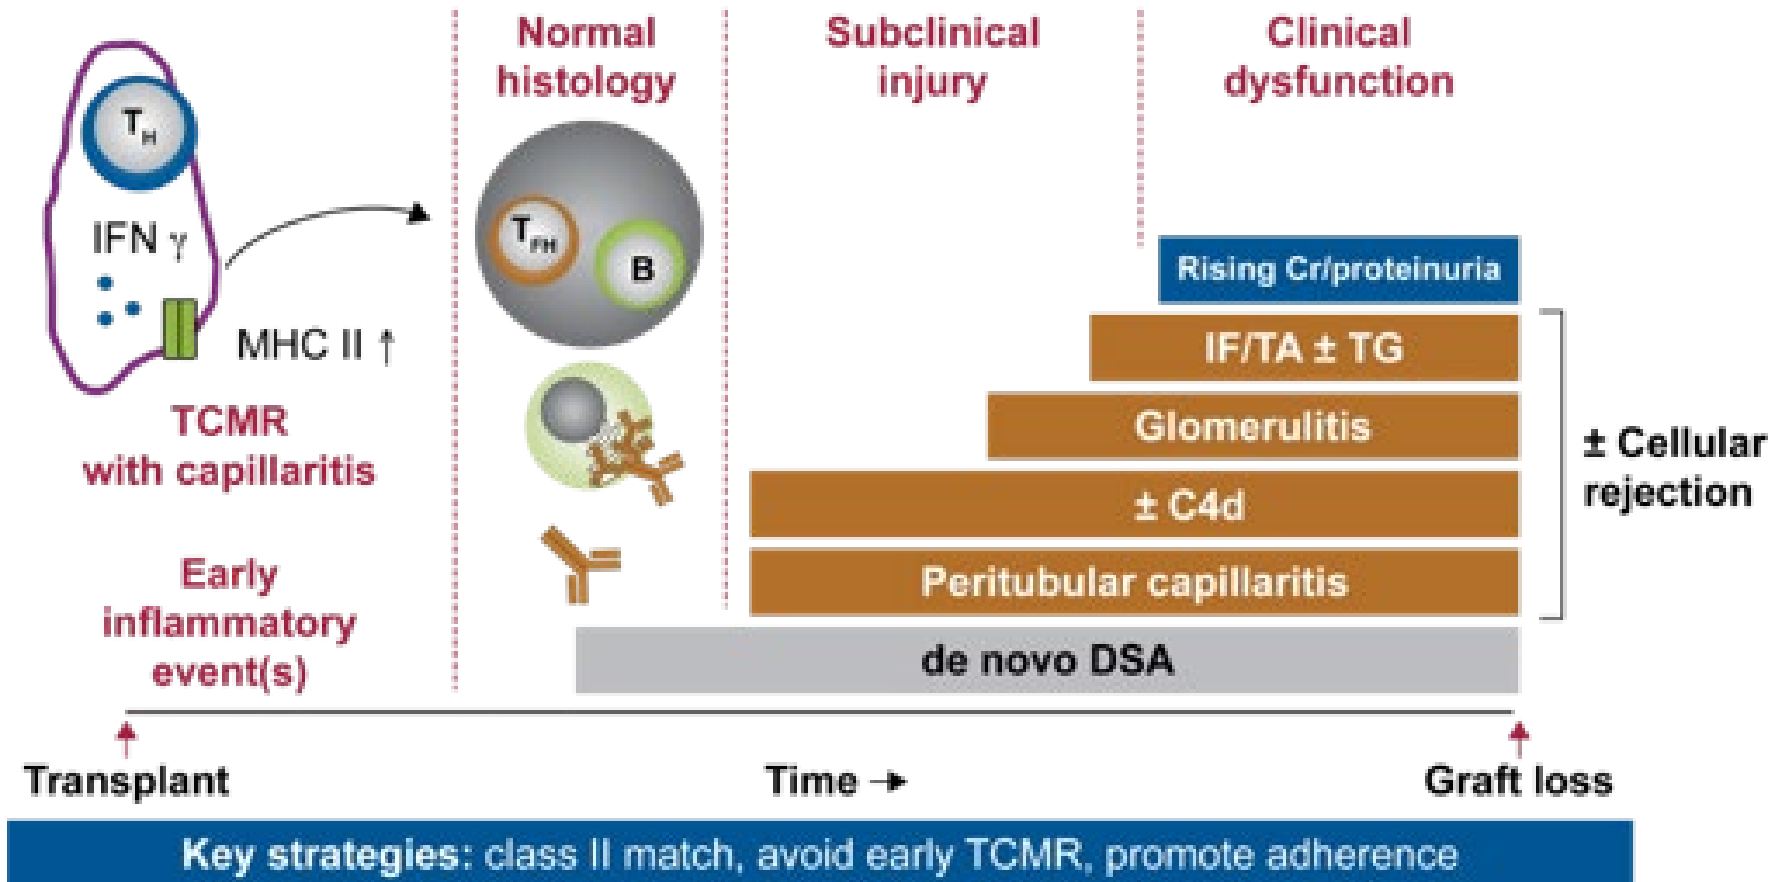 Normal
histology
Subclinical
injury
Clinical
dysfunction
TH
IFN γ
MHC II ↑
TCMR
with capillaritis
Early
inflammatory
event(s)
TFH
B
Rising Cr/proteinuria
IF/TA ± TG
Glomerulitis
± C4d
Peritubular capillaritis
de novo DSA
± Cellular
rejection
Transplant
Time →
Graft loss
Key strategies: class II match, avoid early TCMR, promote adherence